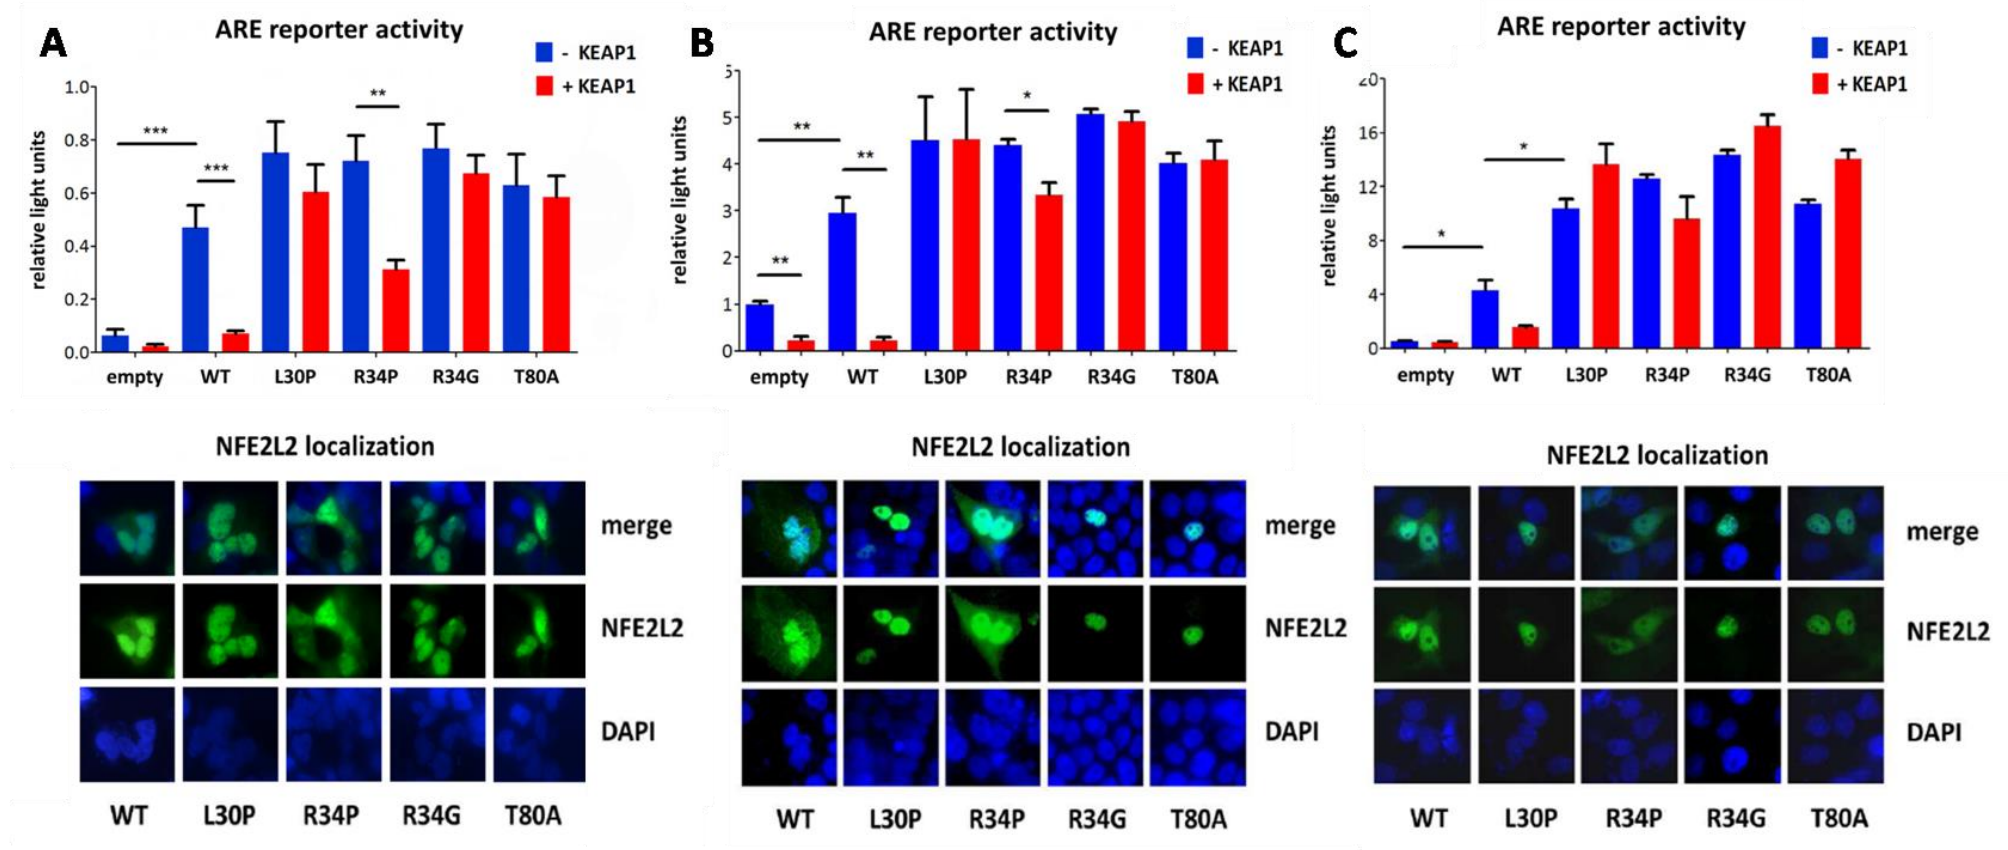 A
ARE reporter activity
- KEAP1
+ KEAP1
relative light units
1.0
0.8
0.6
0.4
0.2
0.0
***
***
**
empty WT L30P R34P R34G T80A
NFE2L2 localization
merge
NFE2L2
DAPI
WT L30P R34P R34G T80A
B
ARE reporter activity
- KEAP1
+ KEAP1
relative light units
5
5
4
3
2
1
0
**
**
**
*
empty WT L30P R34P R34G T80A
NFE2L2 localization
merge
NFE2L2
DAPI
WT L30P R34P R34G T80A
C
ARE reporter activity
- KEAP1
+ KEAP1
relative light units
20
16
12
8
4
0
*
*
empty WT L30P R34P R34G T80A
NFE2L2 localization
merge
NFE2L2
DAPI
WT L30P R34P R34G T80A